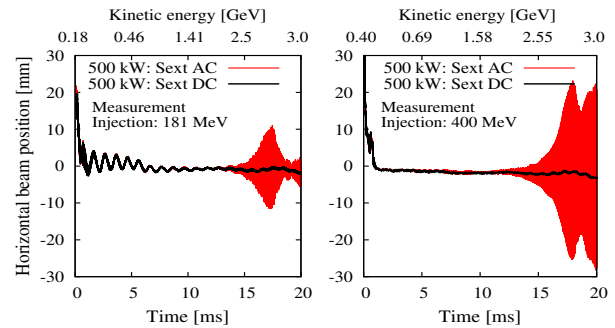 Kinetic energy [GeV]
0.18 0.46 1.41 2.5 3.0
30
20
10
0
-10
-20
-30
Horizontal beam position [mm]
500 kW: Sext AC
500 kW: Sext DC
Measurement
Injection: 181 MeV
0 5 10 15 20
Time [ms]
Kinetic energy [GeV]
0.40 0.69 1.58 2.55 3.0
30
20
10
0
-10
-20
-30
500 kW: Sext AC
500 kW: Sext DC
Measurement
Injection: 400 MeV
0 5 10 15 20
Time [ms]